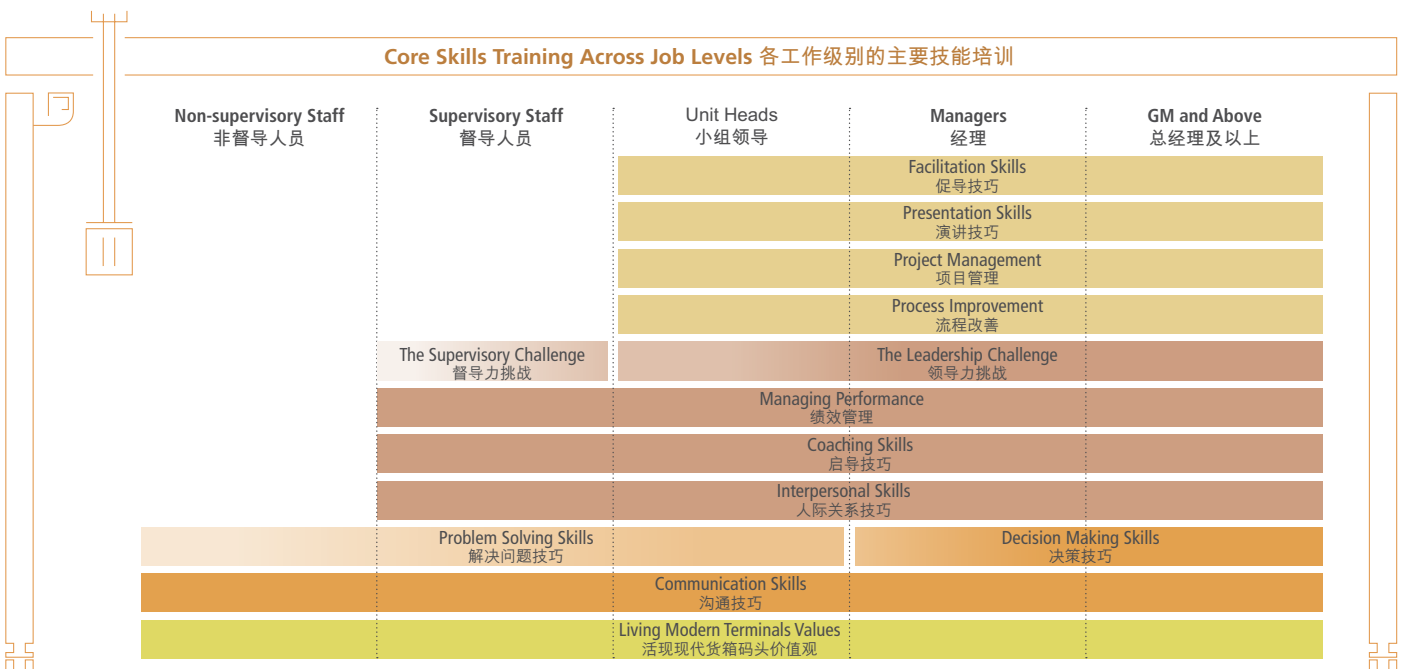 Core Skills Training Across Job Levels 各工作级别的主要技能培训
Non-supervisory Staff
非督导人员
Supervisory Staff
督导人员
Unit Heads
小组领导
Managers
经理
GM and Above
总经理及以上
Facilitation Skills
促导技巧
Presentation Skills
演讲技巧
Project Management
项目管理
Process Improvement
流程改善
The Supervisory Challenge
督导力挑战
The Leadership Challenge
领导力挑战
Managing Performance
绩效管理
Coaching Skills
启导技巧
Interpersonal Skills
人际关系技巧
Problem Solving Skills
解决问题技巧
Decision Making Skills
决策技巧
Communication Skills
沟通技巧
Living Modern Terminals Values
活现现代货箱码头价值观